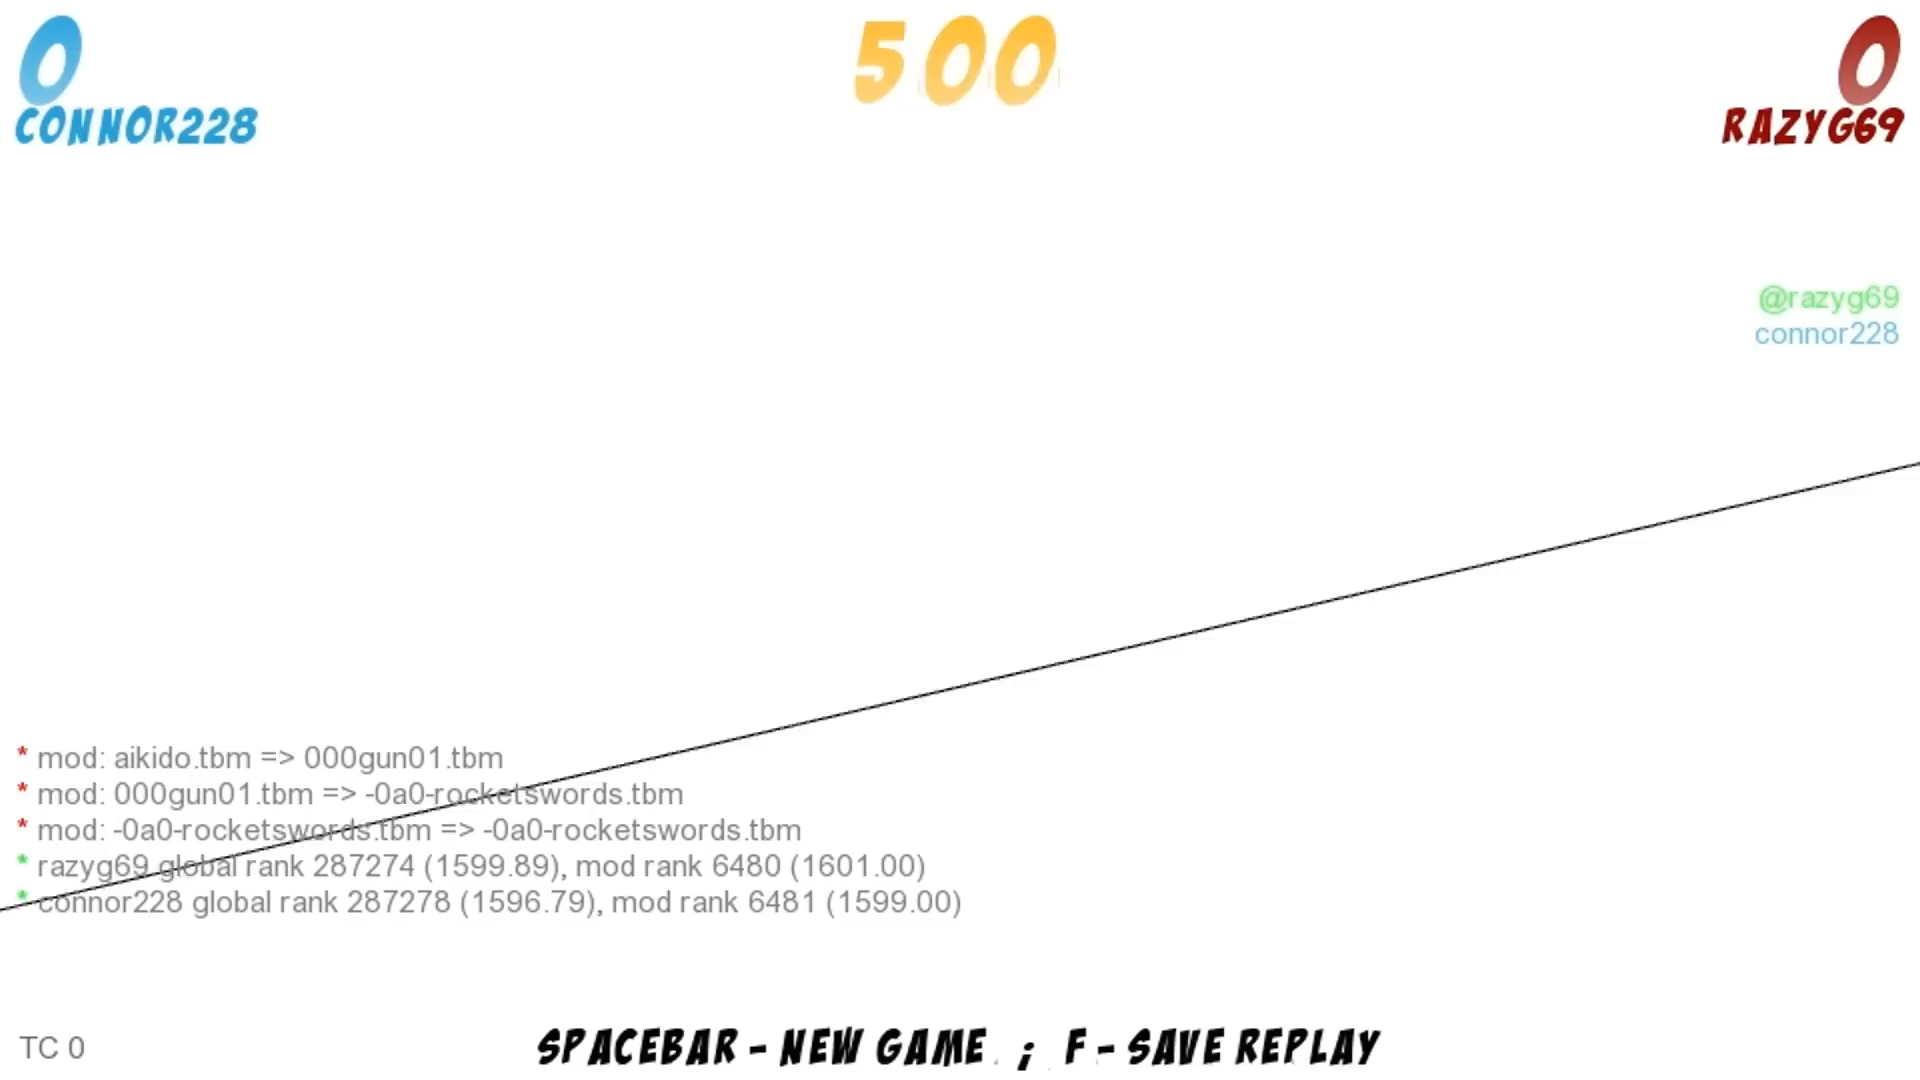 0 500 0
CONNOR228 RAZYG69
@razyg69
connor228
* mod: aikido.tbm => 000gun01.tbm
* mod: 000gun01.tbm => -0a0-rocketswords.tbm
* mod: -0a0-rocketswords.tbm => -0a0-rocketswords.tbm
* razyg69 global rank 287274 (1599.89), mod rank 6480 (1601.00)
* connor228 global rank 287278 (1596.79), mod rank 6481 (1599.00)
TC 0 SPACEBAR - NEW GAME ; F - SAVE REPLAY